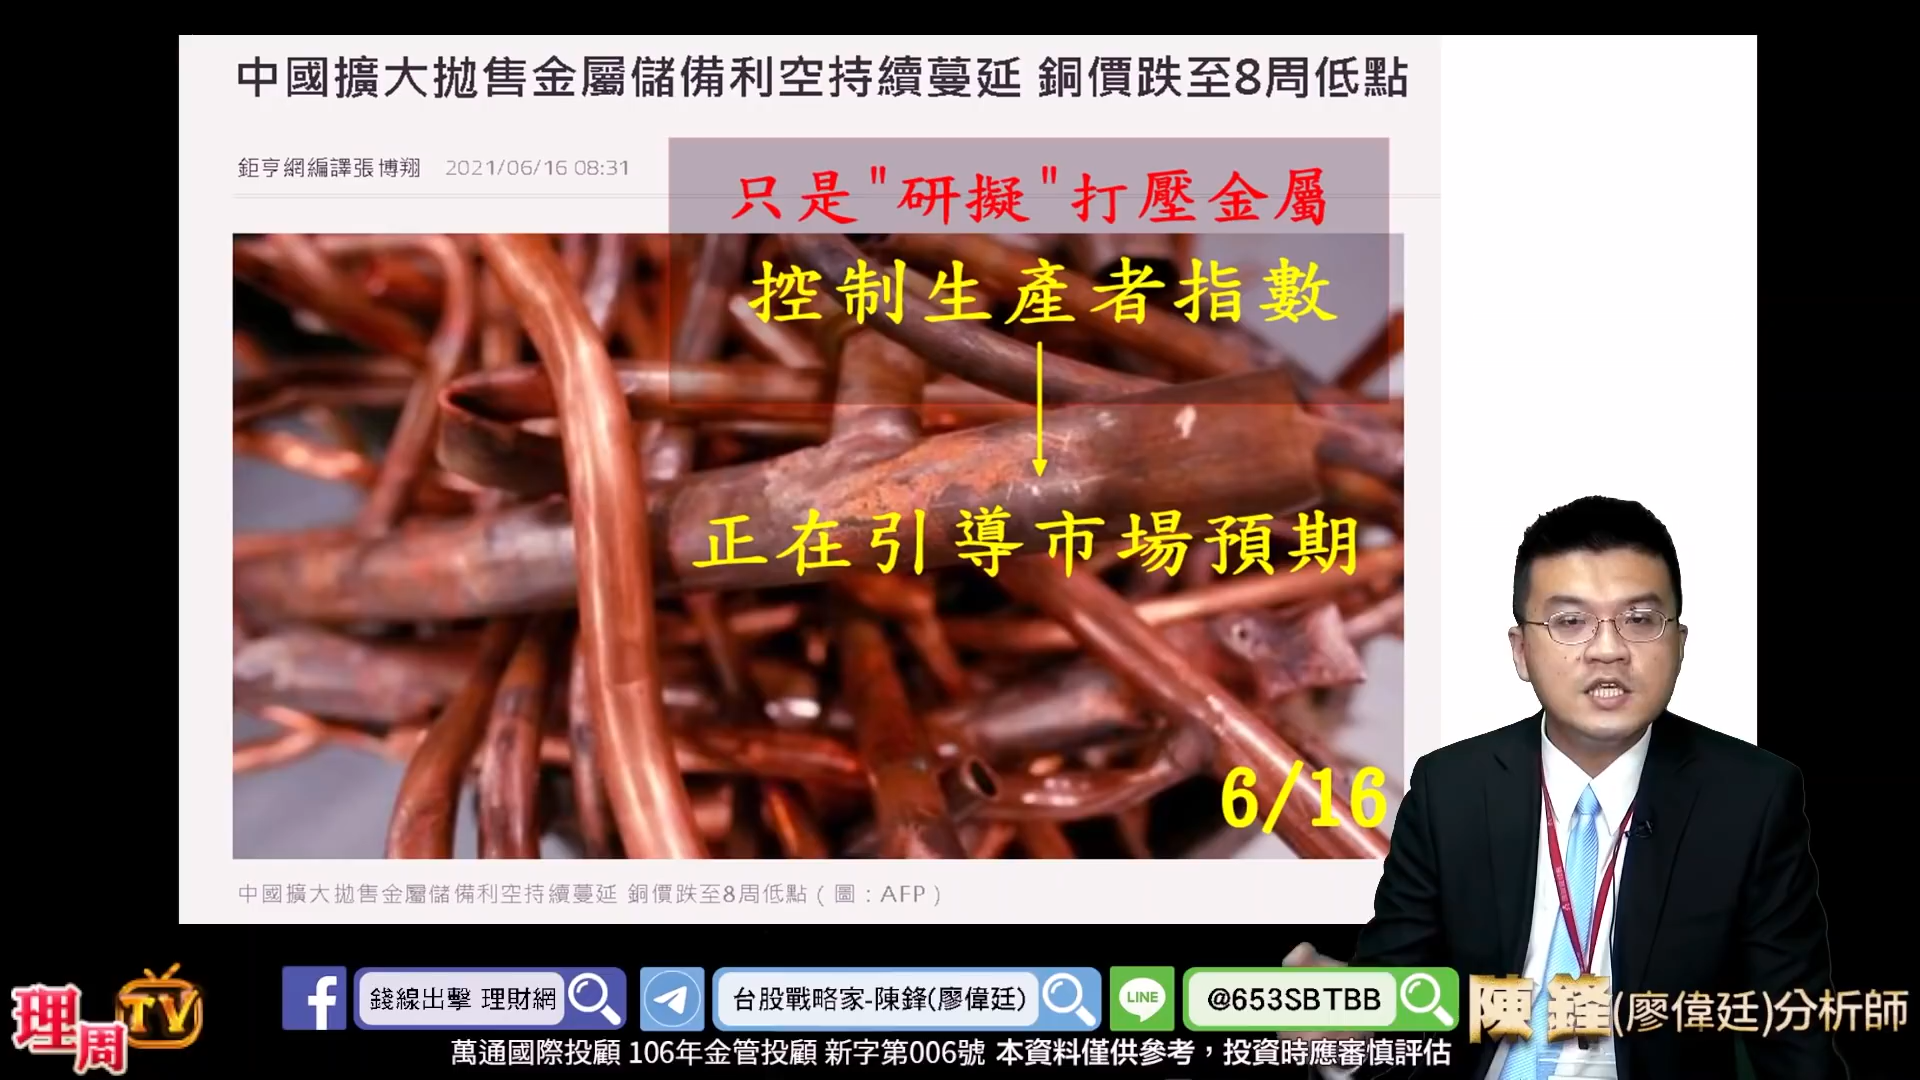 中國擴大拋售金屬儲備利空持續蔓延 銅價跌至8周低點
鉅亨網編譯張博翔 2021/06/16 08:31
只是"研擬"打壓金屬
控制生產者指數
正在引導市場預期
6/16
中國擴大拋售金屬儲備利空持續蔓延 銅價跌至8周低點（圖：AFP）
理周TV
錢線出擊 理財網
台股戰略家-陳鋒(廖偉廷)
LINE
@653SBTBB
陳鋒(廖偉廷)分析師
萬通國際投顧 106年金管投顧 新字第006號 本資料僅供參考，投資時應審慎評估